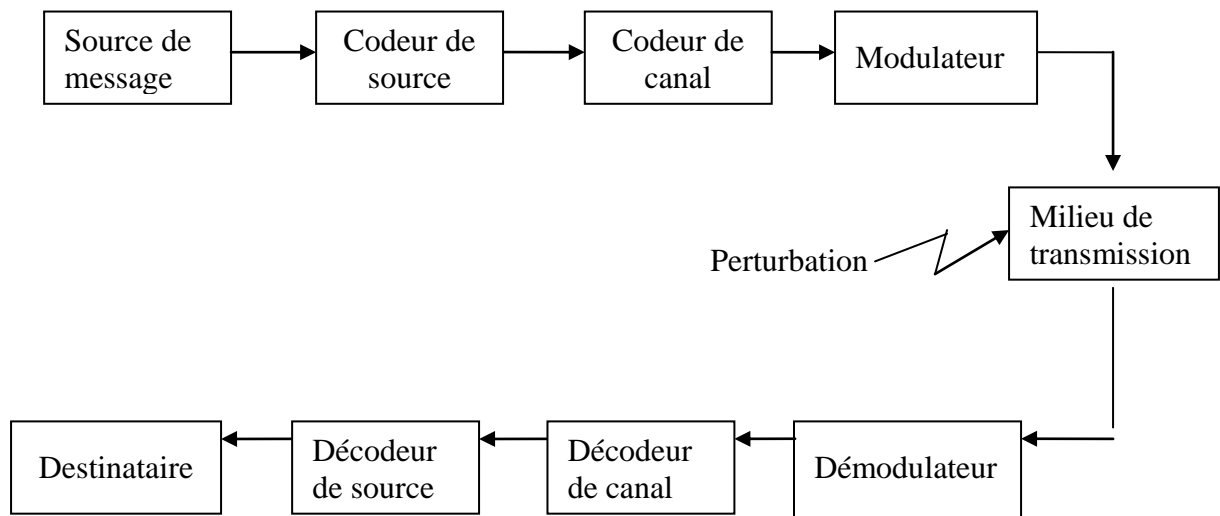 Source de
message
Codeur de
source
Codeur de
canal
Modulateur
Milieu de
transmission
Perturbation
Destinataire
Décodeur
de source
Décodeur
de canal
Démodulateur